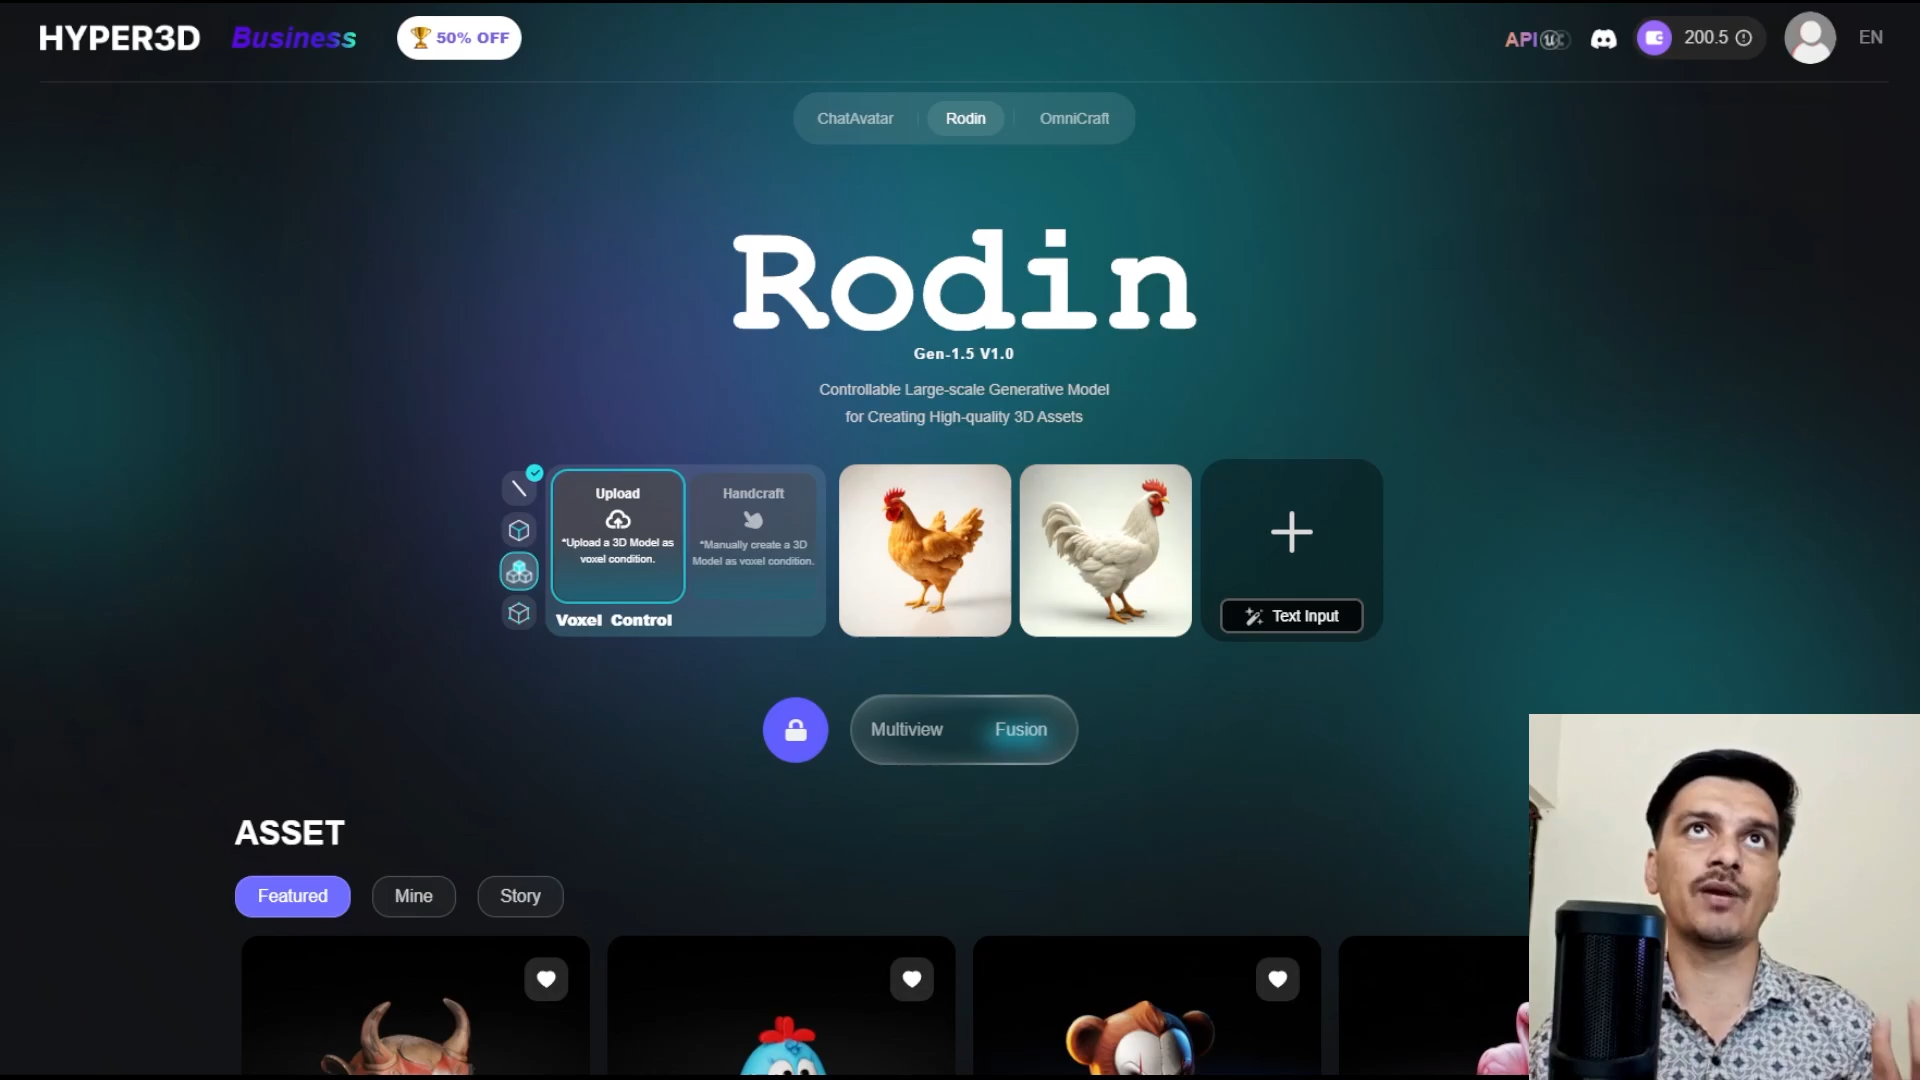 HYPER3D
Business
50% OFF
API
200.5
EN
ChatAvatar
Rodin
OmniCraft
Rodin
Gen-1.5 V1.0
Controllable Large-scale Generative Model
for Creating High-quality 3D Assets
Upload
*Upload a 3D Model as
voxel condition.
Handcraft
*Manually create a 3D
Model as voxel condition.
Voxel Control
Text Input
Multiview
Fusion
ASSET
Featured
Mine
Story